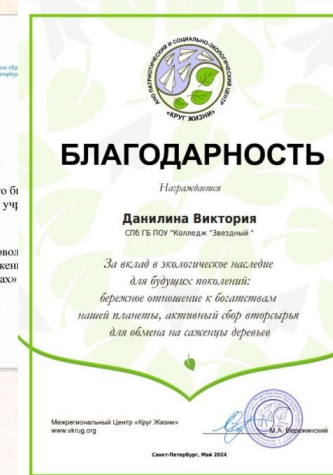 АНО ПАТРИОТИЧЕСКИЙ И СОЦИАЛЬНО-ЭКОЛОГИЧЕСКИЙ ЦЕНТР
«КРУГ ЖИЗНИ»
БЛАГОДАРНОСТЬ
Награждается
Данилина Виктория
СПб ГБ ПОУ "Колледж "Звездный "
За вклад в экологическое наследие
для будущих поколений:
бережное отношение к богатствам
нашей планеты, активный сбор вторсырья
для обмена на саженцы деревьев
Межрегиональный Центр «Круг Жизни»
www.vkrug.org
М.А. Бережинский
Санкт-Петербург, Май 2024